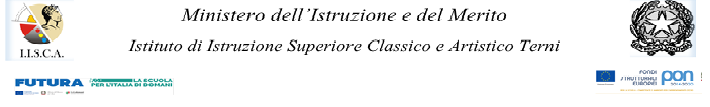 Ministero dell'Istruzione e del Merito
Istituto di Istruzione Superiore Classico e Artistico Terni
I.I.S.C.A.
FUTURA
LA SCUOLA
PER L'ITALIA DI DOMANI
FONDI
STRUTTURALI
EUROPEI
pon